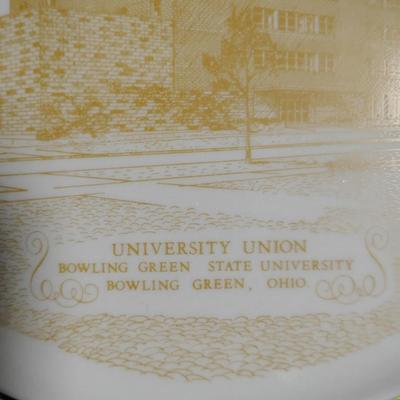 UNIVERSITY UNION
BOWLING GREEN STATE UNIVERSITY
BOWLING GREEN, OHIO.